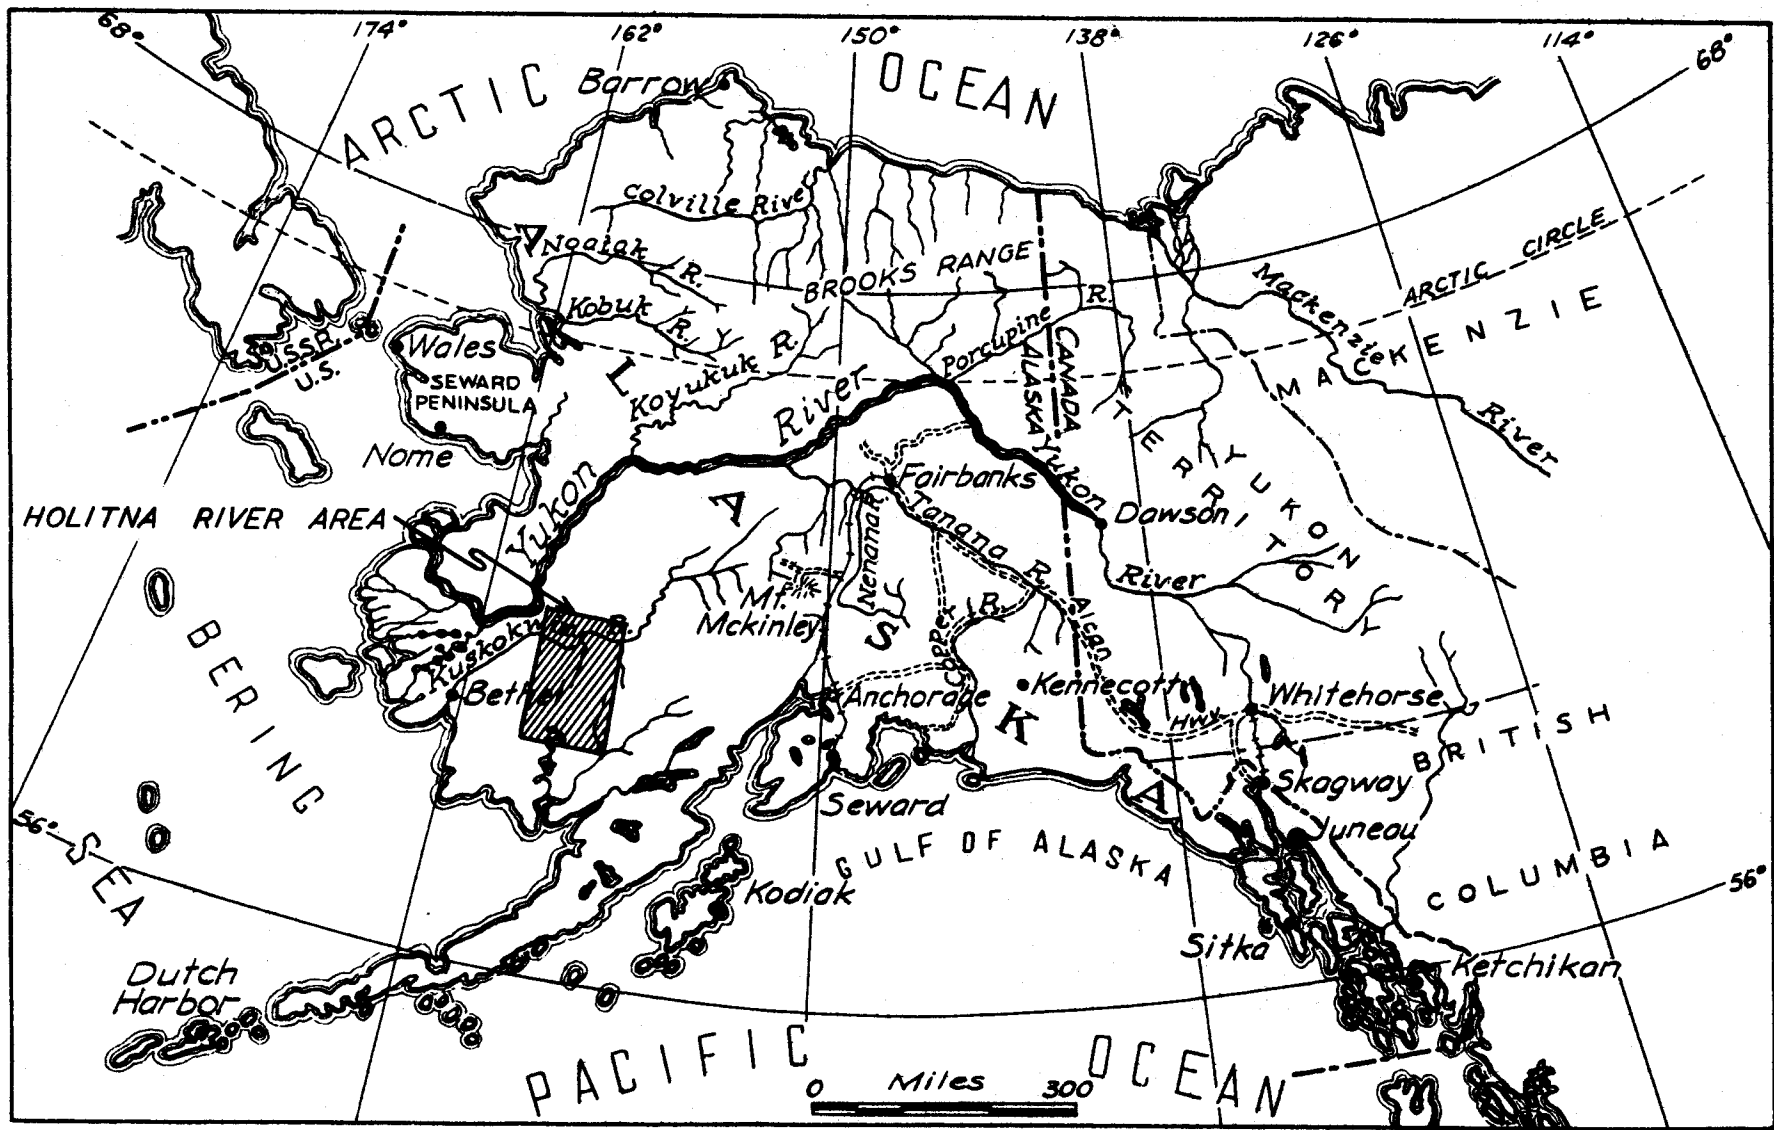 68°
174°
162°
150°
138°
126°
114°
68°
ARCTIC OCEAN
Barrow
Colville River
Noatak R.
BROOKS RANGE
ARCTIC CIRCLE
Mackenzie River
MACKENZIE
Kobuk R.
Koyukuk R.
Porcupine R.
CANADA
ALASKA
U.S.S.R.
U.S.
Wales
SEWARD
PENINSULA
Nome
Yukon River
Yukon River
YUKON
TERRITORY
HOLITNA RIVER AREA
Fairbanks
Dawson
Tanana R.
Nenana R.
Mt.
Mckinley
Copper R.
Alcan Hwy.
Kuskokwim R.
Bethel
Anchorage
Kennecott
Whitehorse
ALASKA
BERING SEA
BRITISH
COLUMBIA
Skagway
Seward
Juneau
GULF OF ALASKA
56°
56°
Kodiak
Sitka
Ketchikan
Dutch
Harbor
PACIFIC OCEAN
0 Miles 300